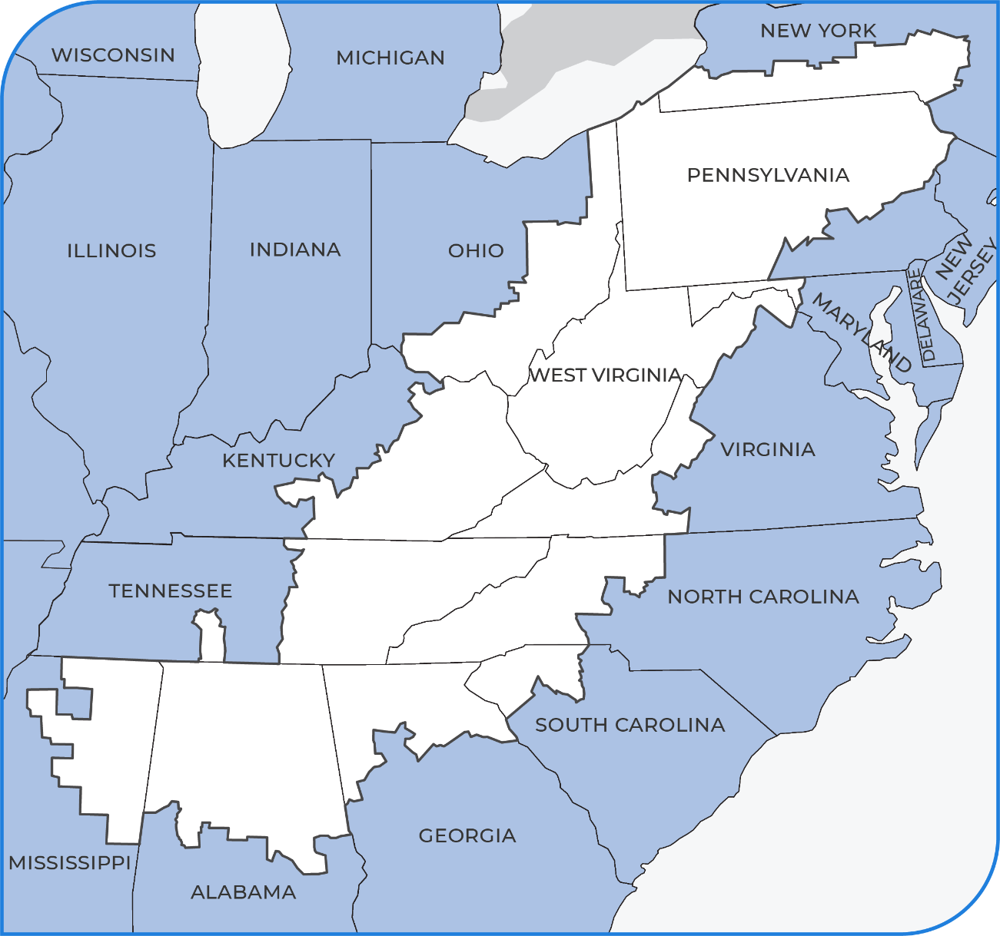 NEW YORK
WISCONSIN
MICHIGAN
PENNSYLVANIA
ILLINOIS
INDIANA
OHIO
NEW
JERSEY
MARYLAND
DELAWARE
WEST VIRGINIA
VIRGINIA
KENTUCKY
TENNESSEE
NORTH CAROLINA
SOUTH CAROLINA
GEORGIA
MISSISSIPPI
ALABAMA